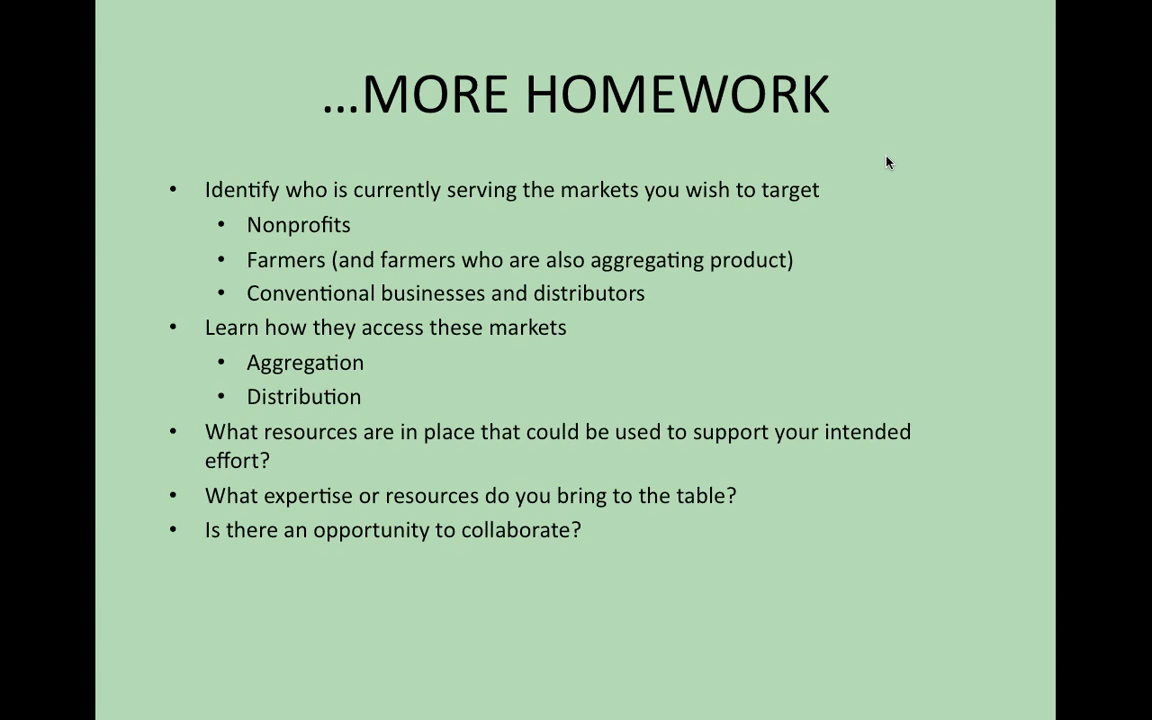 ...MORE HOMEWORK
• Identify who is currently serving the markets you wish to target
• Nonprofits
• Farmers (and farmers who are also aggregating product)
• Conventional businesses and distributors
• Learn how they access these markets
• Aggregation
• Distribution
• What resources are in place that could be used to support your intended
effort?
• What expertise or resources do you bring to the table?
• Is there an opportunity to collaborate?